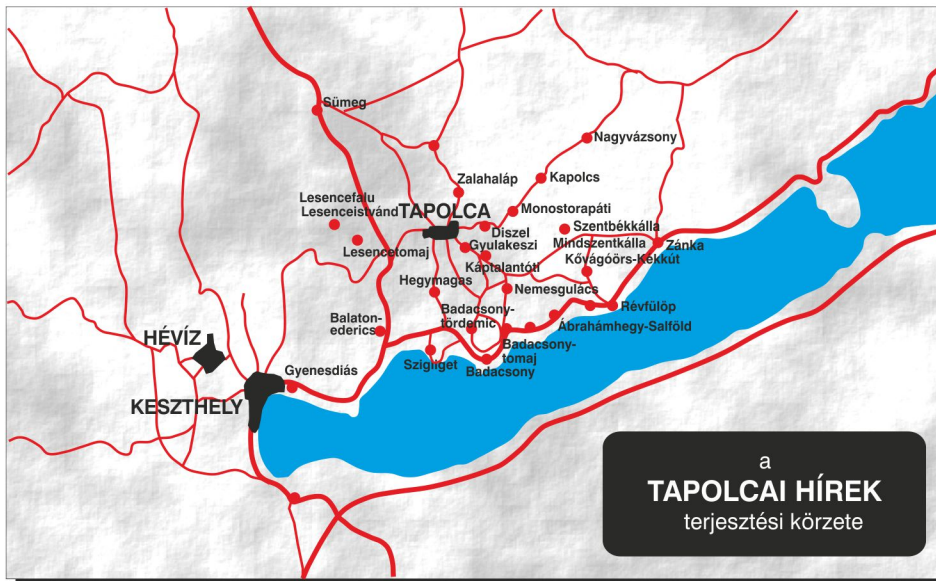 Sümeg
Nagyvázsony
Zalahaláp
Kapolcs
Lesencefalu
Lesenceistvánd
TAPOLCA
Monostorapáti
Diszel
Szentbékkálla
Lesencetomaj
Gyulakeszi
Mindszentkálla
Zánka
Káptalantóti
Kővágóörs-Kékkút
Hegymagas
Nemesgulács
Révfülöp
Badacsony-
tördemic
Balaton-
ederics
Ábrahámhegy-Salföld
HÉVÍZ
Badacsony-
tomaj
Szigliget
Badacsony
Gyenesdiás
KESZTHELY
a
TAPOLCAI HÍREK
terjesztési körzete